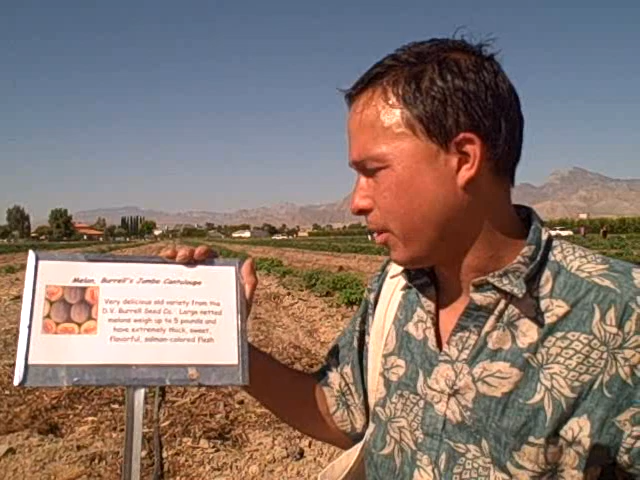 Melon, Burrell's Jumbo Cantaloupe
Very delicious old variety from the
D.V. Burrell Seed Co. Large netted
melons weigh up to 5 pounds and
have extremely thick, sweet,
flavorful, salmon-colored flesh